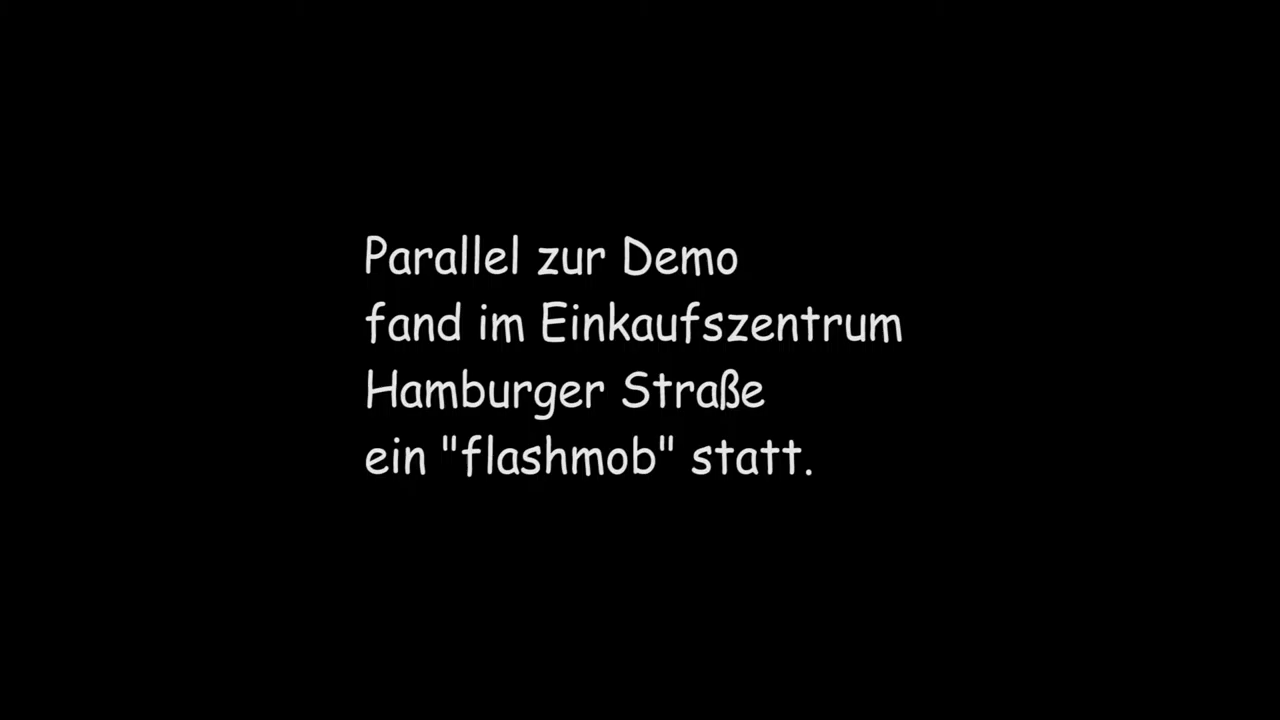 Parallel zur Demo
fand im Einkaufszentrum
Hamburger Straße
ein "flashmob" statt.